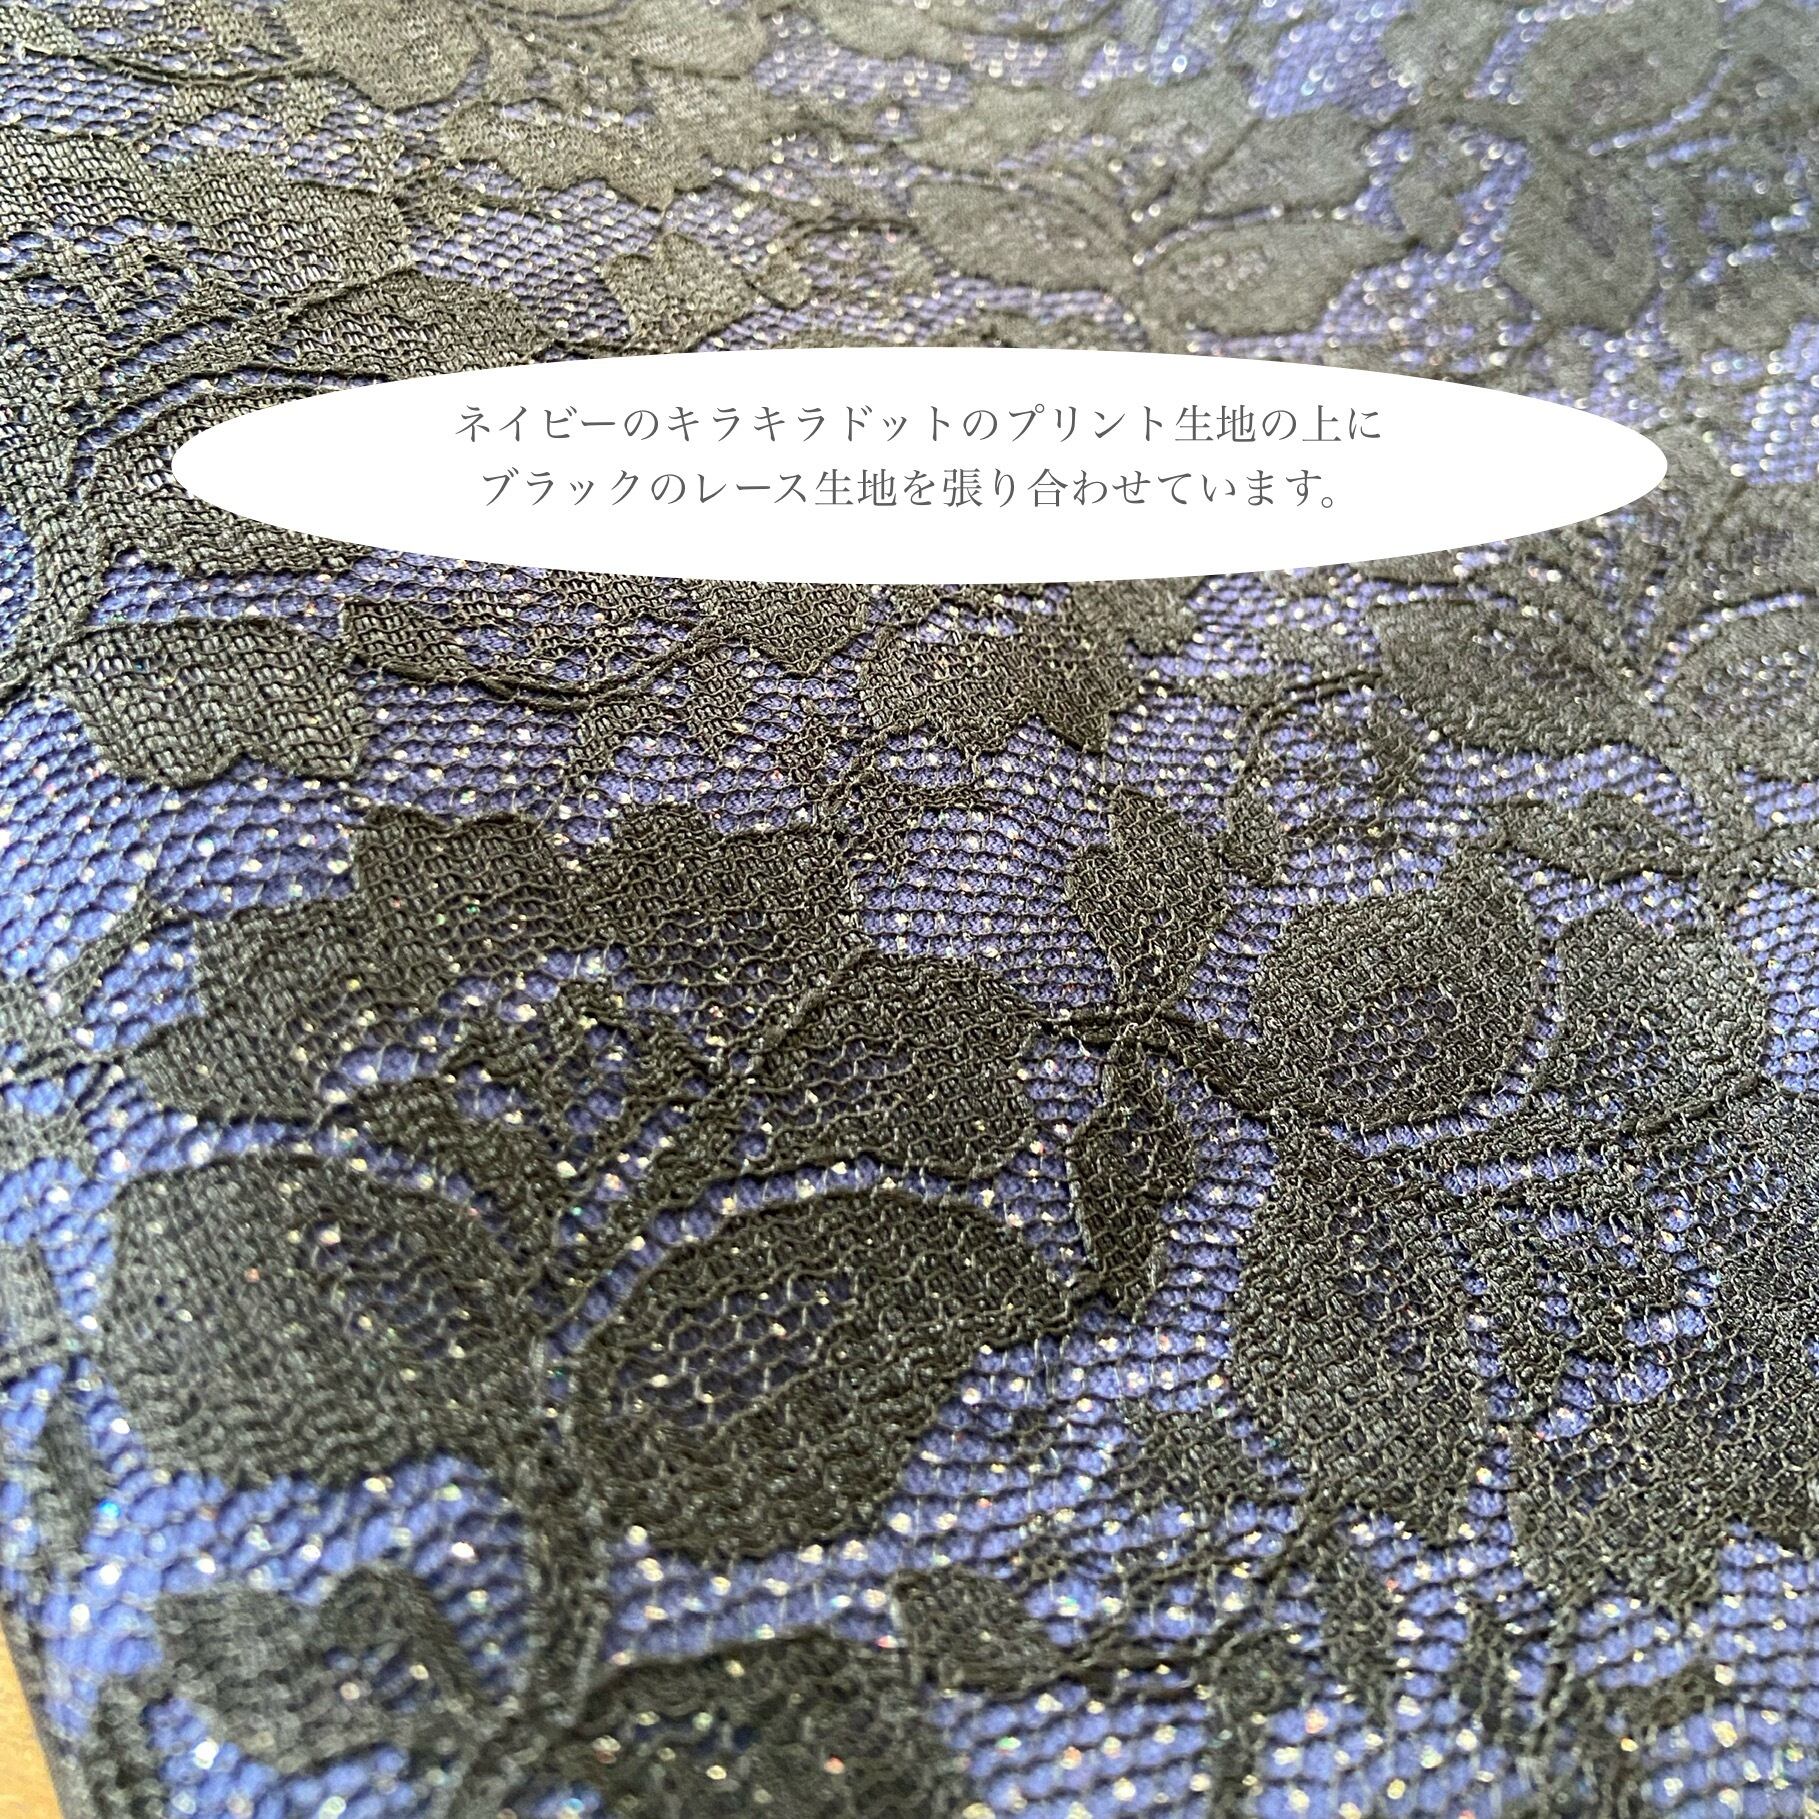 ネイビーのキラキラドットのプリント生地の上に
ブラックのレース生地を張り合わせています。